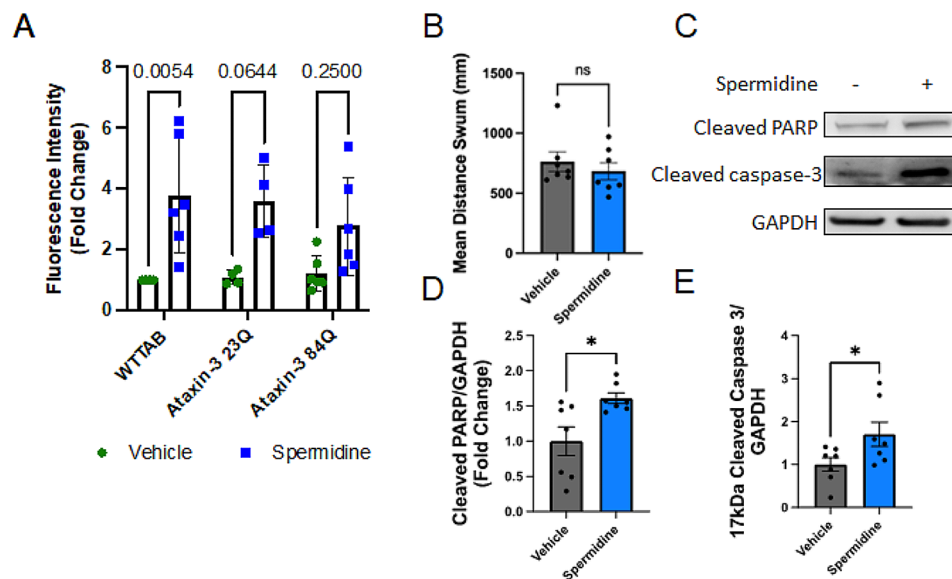 A
Fluorescence Intensity
(Fold Change)
8
6
4
2
0
0.0054 0.0644 0.2500
WTTAB
Ataxin-3 23Q
Ataxin-3 84Q
Vehicle Spermidine
B
Mean Distance Swum (mm)
1500
1000
500
0
ns
Vehicle
Spermidine
C
Spermidine - +
Cleaved PARP
Cleaved caspase-3
GAPDH
D
Cleaved PARP/GAPDH
(Fold Change)
2.5
2.0
1.5
1.0
0.5
0.0
*
Vehicle
Spermidine
E
17kDa Cleaved Caspase 3/
GAPDH
4
3
2
1
0
*
Vehicle
Spermidine